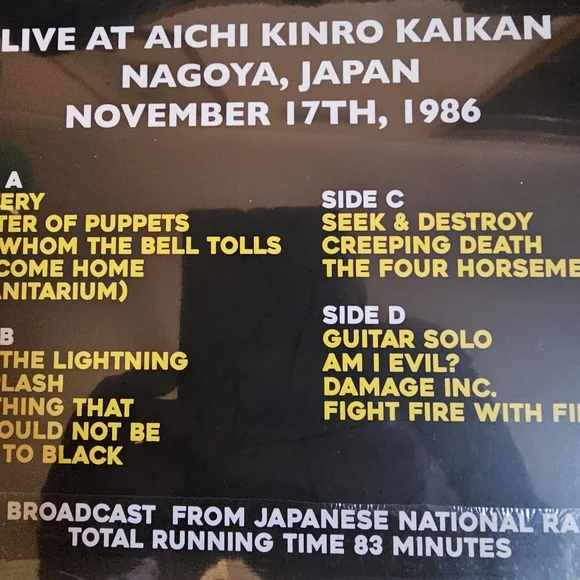 LIVE AT AICHI KINRO KAIKAN
NAGOYA, JAPAN
NOVEMBER 17TH, 1986
A
ERY
TER OF PUPPETS
WHOM THE BELL TOLLS
COME HOME
ANITARIUM)
B
THE LIGHTNING
PLASH
THING THAT
OULD NOT BE
TO BLACK
SIDE C
SEEK & DESTROY
CREEPING DEATH
THE FOUR HORSEME
SIDE D
GUITAR SOLO
AM I EVIL?
DAMAGE INC.
FIGHT FIRE WITH FI
BROADCAST FROM JAPANESE NATIONAL RA
TOTAL RUNNING TIME 83 MINUTES